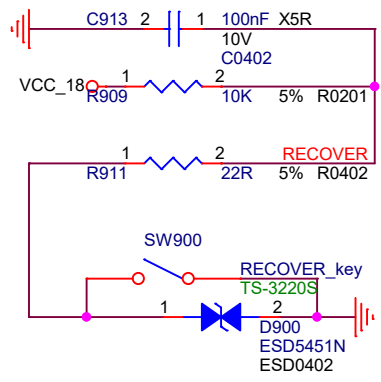 C913 2 1 100nF X5R
10V
C0402
VCC_18 1 2
R909 10K 5% R0201
1 2 RECOVER
R911 22R 5% R0402
SW900
RECOVER_key
TS-3220S
1 2
D900
ESD5451N
ESD0402